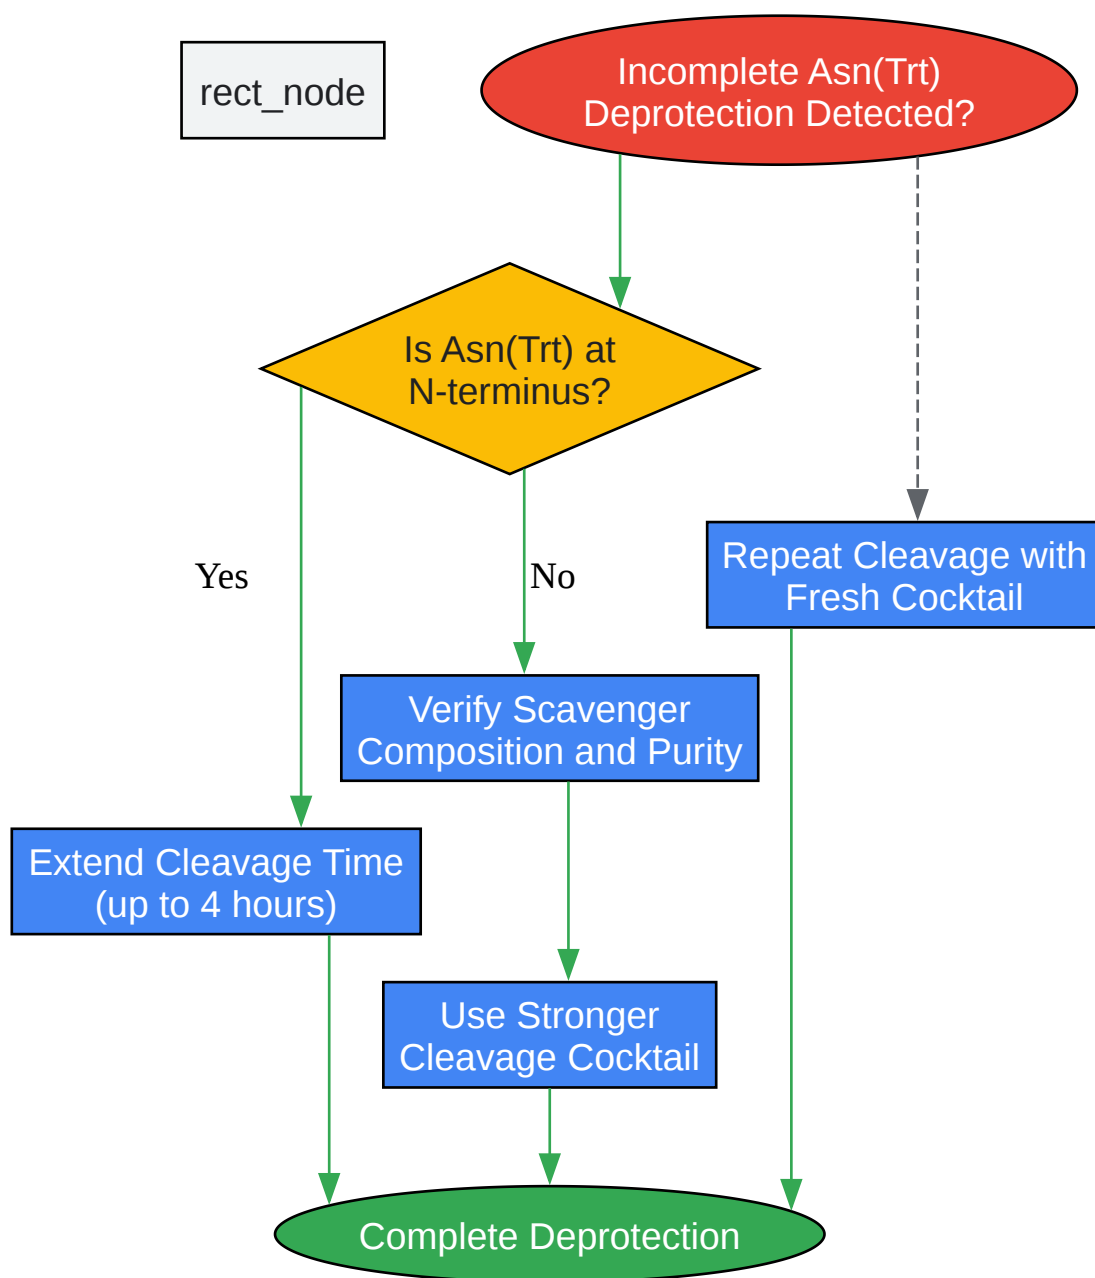 rect_node
Incomplete Asn(Trt)
Deprotection Detected?
Is Asn(Trt) at
N-terminus?
Yes
No
Repeat Cleavage with
Fresh Cocktail
Verify Scavenger
Composition and Purity
Extend Cleavage Time
(up to 4 hours)
Use Stronger
Cleavage Cocktail
Complete Deprotection